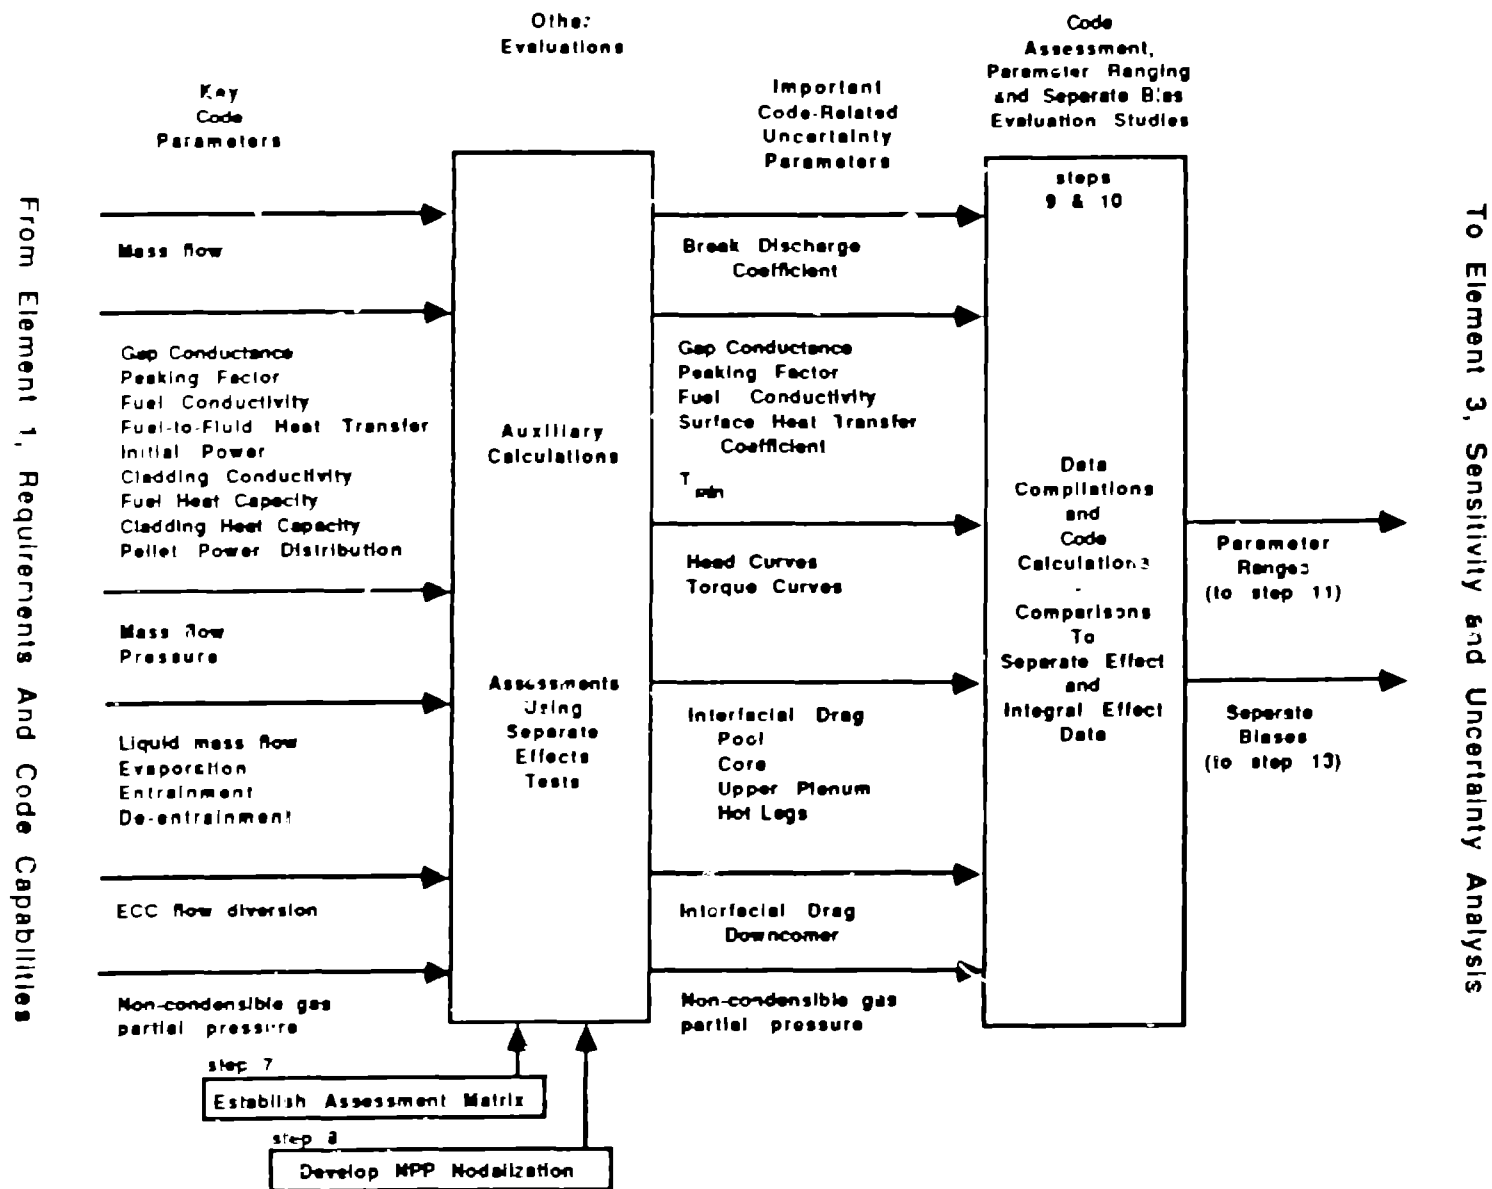 From Element 1, Requirements And Code Capabilities
Key
Code
Parameters
Mass flow
Gap Conductance
Peaking Factor
Fuel Conductivity
Fuel-to-Fluid Heat Transfer
Initial Power
Cladding Conductivity
Fuel Heat Capacity
Cladding Heat Capacity
Pellet Power Distribution
Mass flow
Pressure
Liquid mass flow
Evaporation
Entrainment
De-entrainment
ECC flow diversion
Non-condensible gas
partial pressure
step 7
Establish Assessment Matrix
step 8
Develop NPP Nodalization
Other
Evaluations
Auxiliary
Calculations
Assessments
Using
Separate
Effects
Tests
Important
Code-Related
Uncertainty
Parameters
Break Discharge
Coefficient
Gap Conductance
Peaking Factor
Fuel Conductivity
Surface Heat Transfer
Coefficient
T min
Head Curves
Torque Curves
Interfacial Drag
Pool
Core
Upper Plenum
Hot Legs
Interfacial Drag
Downcomer
Non-condensible gas
partial pressure
Code
Assessment,
Parameter Ranging
and Separate Bias
Evaluation Studies
steps
9 & 10
Data
Compilations
and
Code
Calculations
-
Comparisons
To
Separate Effect
and
Integral Effect
Data
Parameter
Ranges
(to step 11)
Separate
Biases
(to step 13)
To Element 3, Sensitivity and Uncertainty Analysis